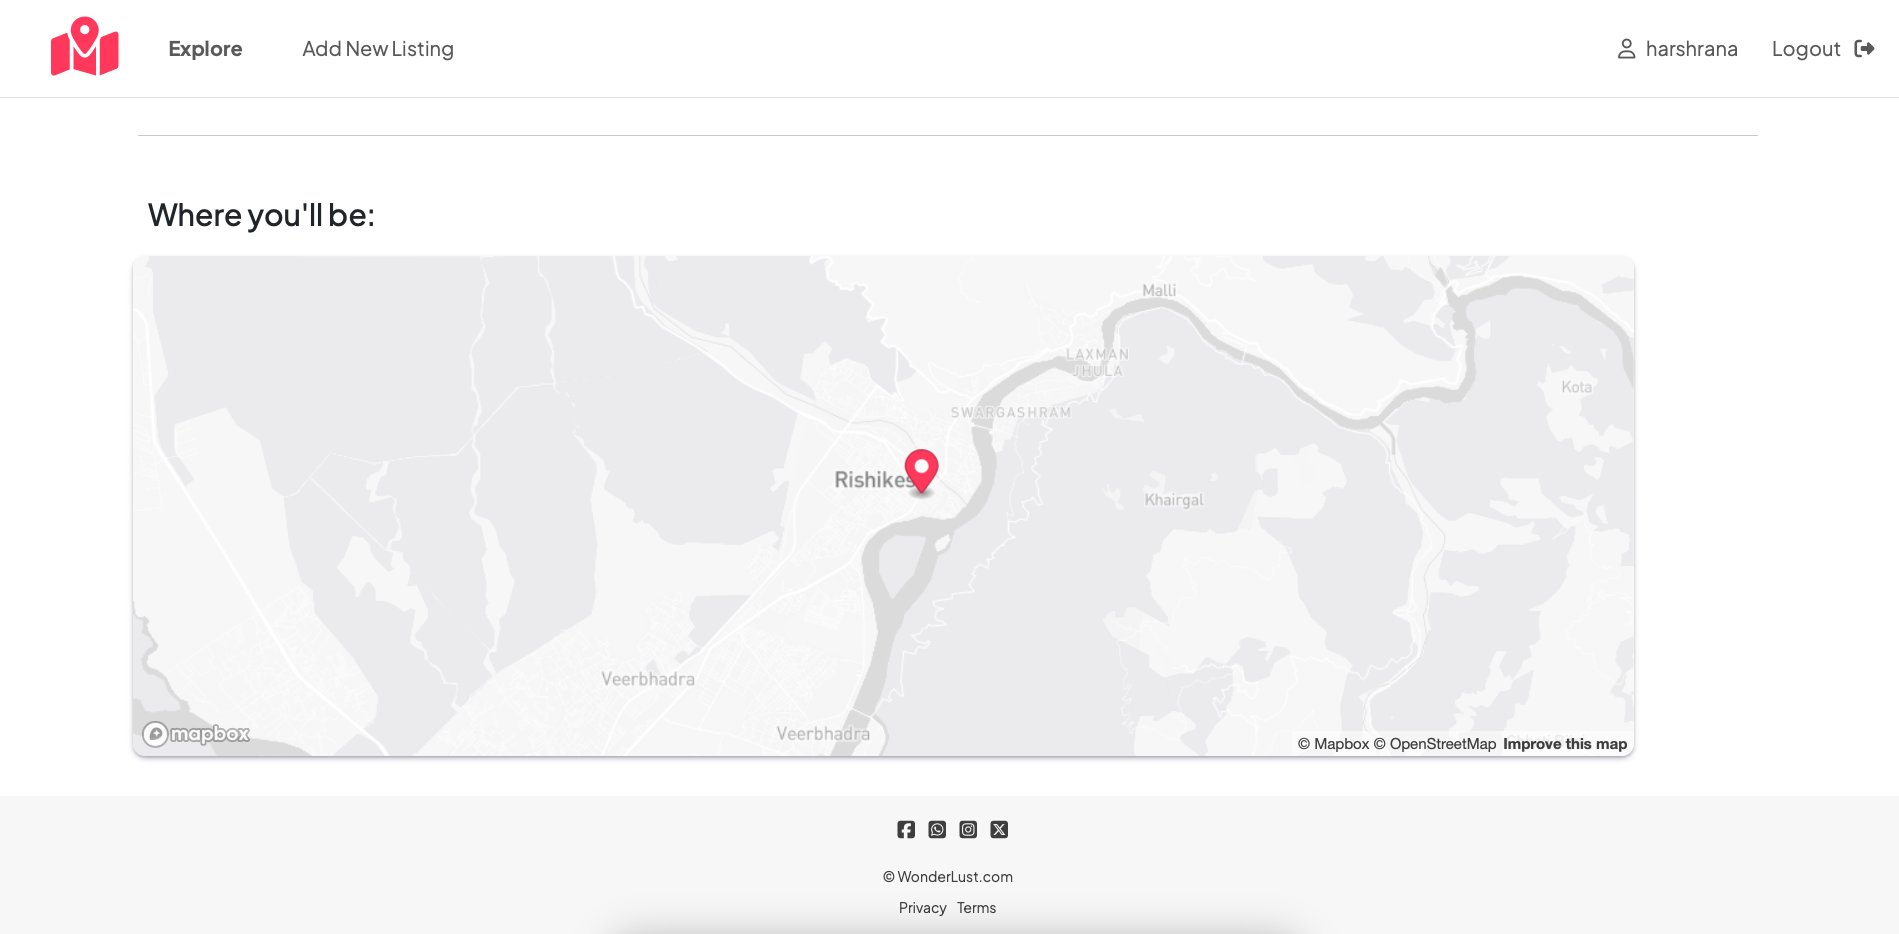 Explore Add New Listing harshrana Logout
Where you'll be:
Malli
LAXMAN
JHULA
Kota
SWARGASHRAM
Rishikes
Khairgal
Veerbhadra
Veerbhadra
mapbox
© Mapbox © OpenStreetMap Improve this map
© WonderLust.com
Privacy Terms